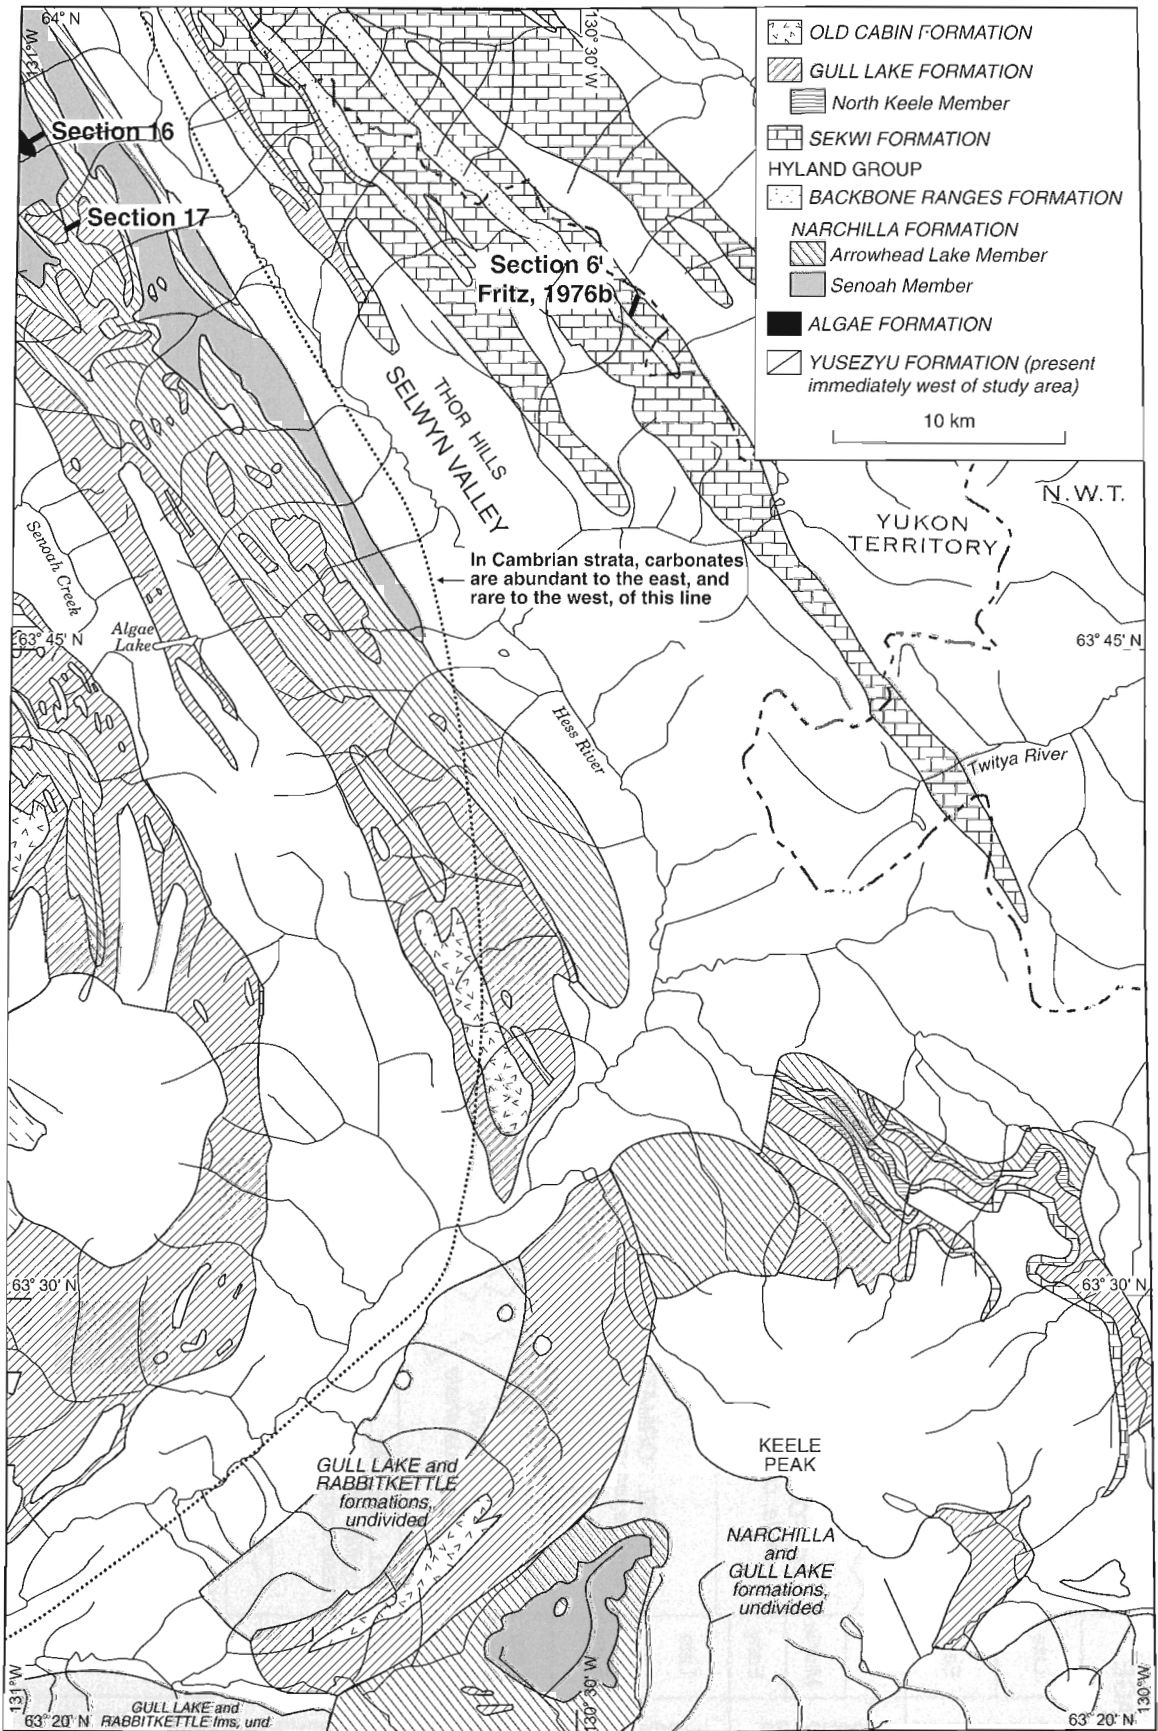 64° N
131°W
130° 30' W
OLD CABIN FORMATION
GULL LAKE FORMATION
North Keele Member
SEKWI FORMATION
HYLAND GROUP
BACKBONE RANGES FORMATION
NARCHILLA FORMATION
Arrowhead Lake Member
Senoah Member
ALGAE FORMATION
YUSEZYU FORMATION (present
immediately west of study area)
10 km
Section 16
Section 17
Section 6'
Fritz, 1976b
THOR HILLS
SELWYN VALLEY
N.W.T.
YUKON
TERRITORY
In Cambrian strata, carbonates
are abundant to the east, and
rare to the west, of this line
Senoah Creek
Algae
Lake
63° 45' N
63° 45' N
Hess River
Twitya River
63° 30' N
63° 30' N
KEELE
PEAK
GULL LAKE and
RABBITKETTLE
formations,
undivided
NARCHILLA
and
GULL LAKE
formations,
undivided
131°W
63° 20' N
GULL LAKE and
RABBITKETTLE fms, und
130° 30' W
63° 20' N
130°W